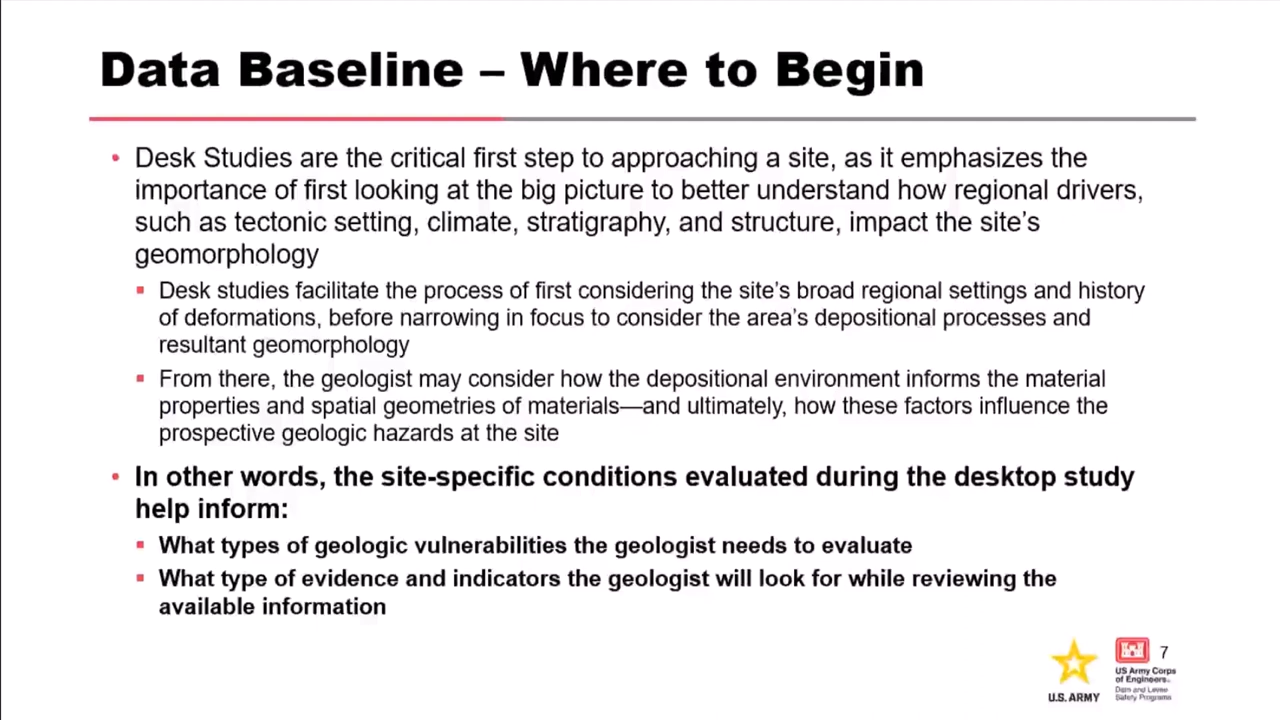 Data Baseline – Where to Begin
• Desk Studies are the critical first step to approaching a site, as it emphasizes the
importance of first looking at the big picture to better understand how regional drivers,
such as tectonic setting, climate, stratigraphy, and structure, impact the site's
geomorphology
▪ Desk studies facilitate the process of first considering the site's broad regional settings and history
of deformations, before narrowing in focus to consider the area's depositional processes and
resultant geomorphology
▪ From there, the geologist may consider how the depositional environment informs the material
properties and spatial geometries of materials—and ultimately, how these factors influence the
prospective geologic hazards at the site
• In other words, the site-specific conditions evaluated during the desktop study
help inform:
▪ What types of geologic vulnerabilities the geologist needs to evaluate
▪ What type of evidence and indicators the geologist will look for while reviewing the
available information
U.S. ARMY
US Army Corps
of Engineers®
Dam and Levee
Safety Programs
7